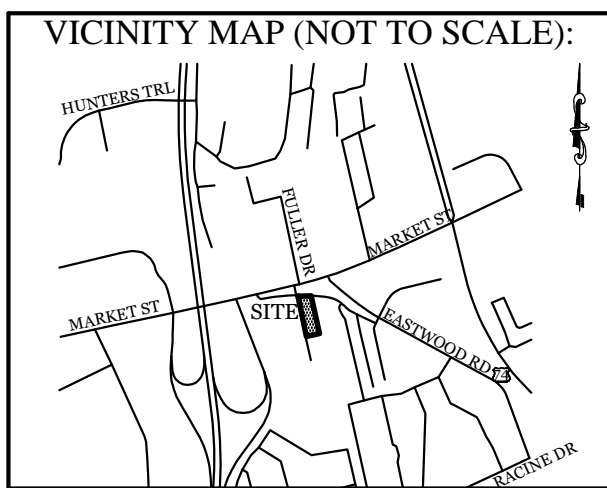 VICINITY MAP (NOT TO SCALE):
HUNTERS TRL
FULLER DR
MARKET ST
MARKET ST
SITE
EASTWOOD RD
74
RACINE DR